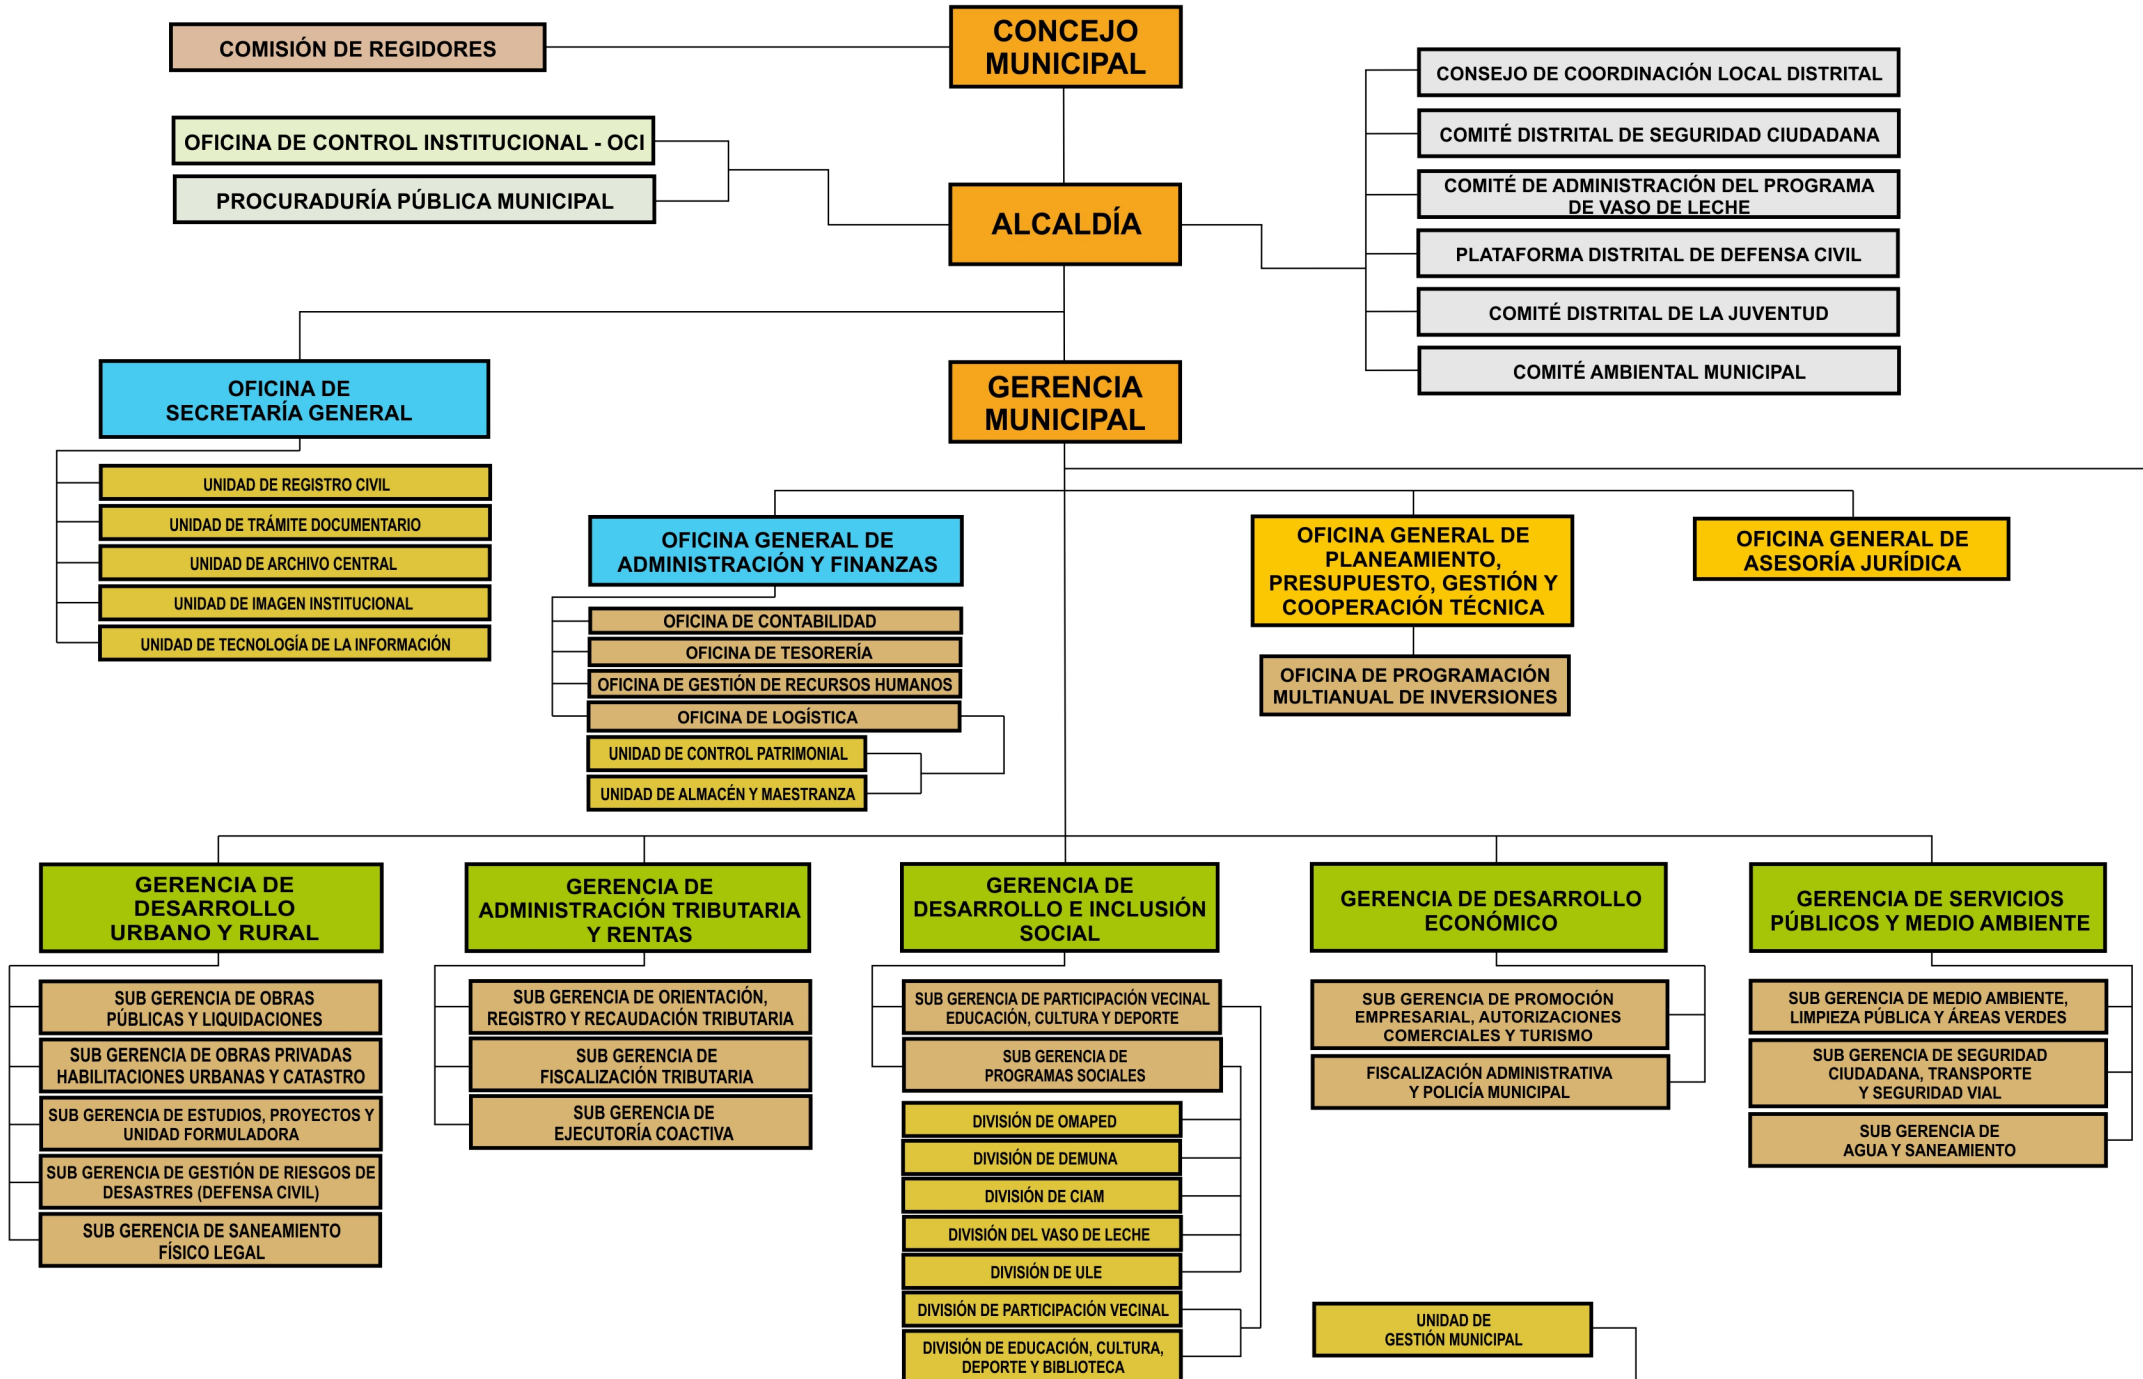 COMISIÓN DE REGIDORES
CONCEJO
MUNICIPAL
OFICINA DE CONTROL INSTITUCIONAL - OCI
PROCURADURÍA PÚBLICA MUNICIPAL
ALCALDÍA
CONSEJO DE COORDINACIÓN LOCAL DISTRITAL
COMITÉ DISTRITAL DE SEGURIDAD CIUDADANA
COMITÉ DE ADMINISTRACIÓN DEL PROGRAMA
DE VASO DE LECHE
PLATAFORMA DISTRITAL DE DEFENSA CIVIL
COMITÉ DISTRITAL DE LA JUVENTUD
COMITÉ AMBIENTAL MUNICIPAL
OFICINA DE
SECRETARÍA GENERAL
GERENCIA
MUNICIPAL
UNIDAD DE REGISTRO CIVIL
UNIDAD DE TRÁMITE DOCUMENTARIO
UNIDAD DE ARCHIVO CENTRAL
UNIDAD DE IMAGEN INSTITUCIONAL
UNIDAD DE TECNOLOGÍA DE LA INFORMACIÓN
OFICINA GENERAL DE
ADMINISTRACIÓN Y FINANZAS
OFICINA DE CONTABILIDAD
OFICINA DE TESORERÍA
OFICINA DE GESTIÓN DE RECURSOS HUMANOS
OFICINA DE LOGÍSTICA
UNIDAD DE CONTROL PATRIMONIAL
UNIDAD DE ALMACÉN Y MAESTRANZA
OFICINA GENERAL DE
PLANEAMIENTO,
PRESUPUESTO, GESTIÓN Y
COOPERACIÓN TÉCNICA
OFICINA DE PROGRAMACIÓN
MULTIANUAL DE INVERSIONES
OFICINA GENERAL DE
ASESORÍA JURÍDICA
GERENCIA DE
DESARROLLO
URBANO Y RURAL
SUB GERENCIA DE OBRAS
PÚBLICAS Y LIQUIDACIONES
SUB GERENCIA DE OBRAS PRIVADAS
HABILITACIONES URBANAS Y CATASTRO
SUB GERENCIA DE ESTUDIOS, PROYECTOS Y
UNIDAD FORMULADORA
SUB GERENCIA DE GESTIÓN DE RIESGOS DE
DESASTRES (DEFENSA CIVIL)
SUB GERENCIA DE SANEAMIENTO
FÍSICO LEGAL
GERENCIA DE
ADMINISTRACIÓN TRIBUTARIA
Y RENTAS
SUB GERENCIA DE ORIENTACIÓN,
REGISTRO Y RECAUDACIÓN TRIBUTARIA
SUB GERENCIA DE
FISCALIZACIÓN TRIBUTARIA
SUB GERENCIA DE
EJECUTORÍA COACTIVA
GERENCIA DE
DESARROLLO E INCLUSIÓN
SOCIAL
SUB GERENCIA DE PARTICIPACIÓN VECINAL
EDUCACIÓN, CULTURA Y DEPORTE
SUB GERENCIA DE
PROGRAMAS SOCIALES
DIVISIÓN DE OMAPED
DIVISIÓN DE DEMUNA
DIVISIÓN DE CIAM
DIVISIÓN DEL VASO DE LECHE
DIVISIÓN DE ULE
DIVISIÓN DE PARTICIPACIÓN VECINAL
DIVISIÓN DE EDUCACIÓN, CULTURA,
DEPORTE Y BIBLIOTECA
GERENCIA DE DESARROLLO
ECONÓMICO
SUB GERENCIA DE PROMOCIÓN
EMPRESARIAL, AUTORIZACIONES
COMERCIALES Y TURISMO
FISCALIZACIÓN ADMINISTRATIVA
Y POLICÍA MUNICIPAL
GERENCIA DE SERVICIOS
PÚBLICOS Y MEDIO AMBIENTE
SUB GERENCIA DE MEDIO AMBIENTE,
LIMPIEZA PÚBLICA Y ÁREAS VERDES
SUB GERENCIA DE SEGURIDAD
CIUDADANA, TRANSPORTE
Y SEGURIDAD VIAL
SUB GERENCIA DE
AGUA Y SANEAMIENTO
UNIDAD DE
GESTIÓN MUNICIPAL